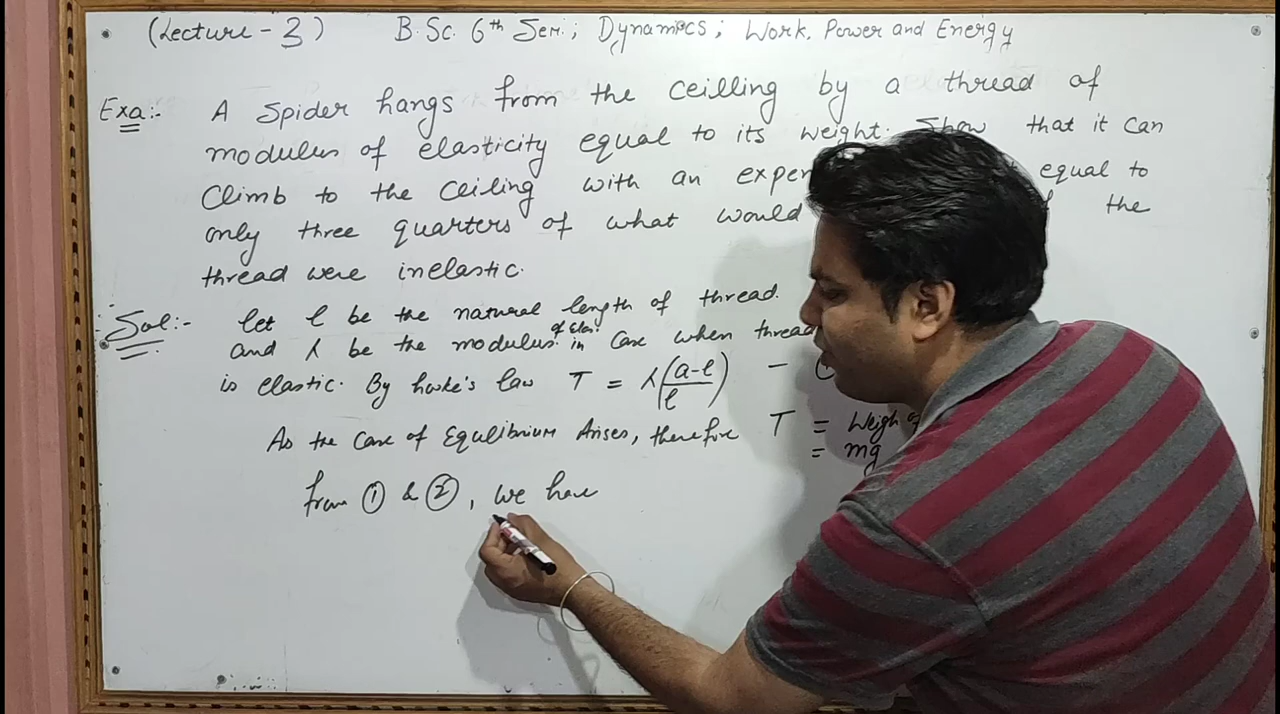 (Lecture - 3) B.Sc. 6th Sem.; Dynamics; Work, Power and Energy
Exa:- A Spider hangs from the ceilling by a thread of
modulus of elasticity equal to its weight. Show that it can
Climb to the Ceiling with an equal to
only three quarters of what would the
thread were inelastic.
Sol:- let l be the natural length of thread.
and λ be the modulus of Elas. in Case when thread
is elastic. By hooke's law T = λ(a-l/l) - 
As the Case of Equlibrium Arises, therefore T = Weigh
= mg
from ① & ②, we have